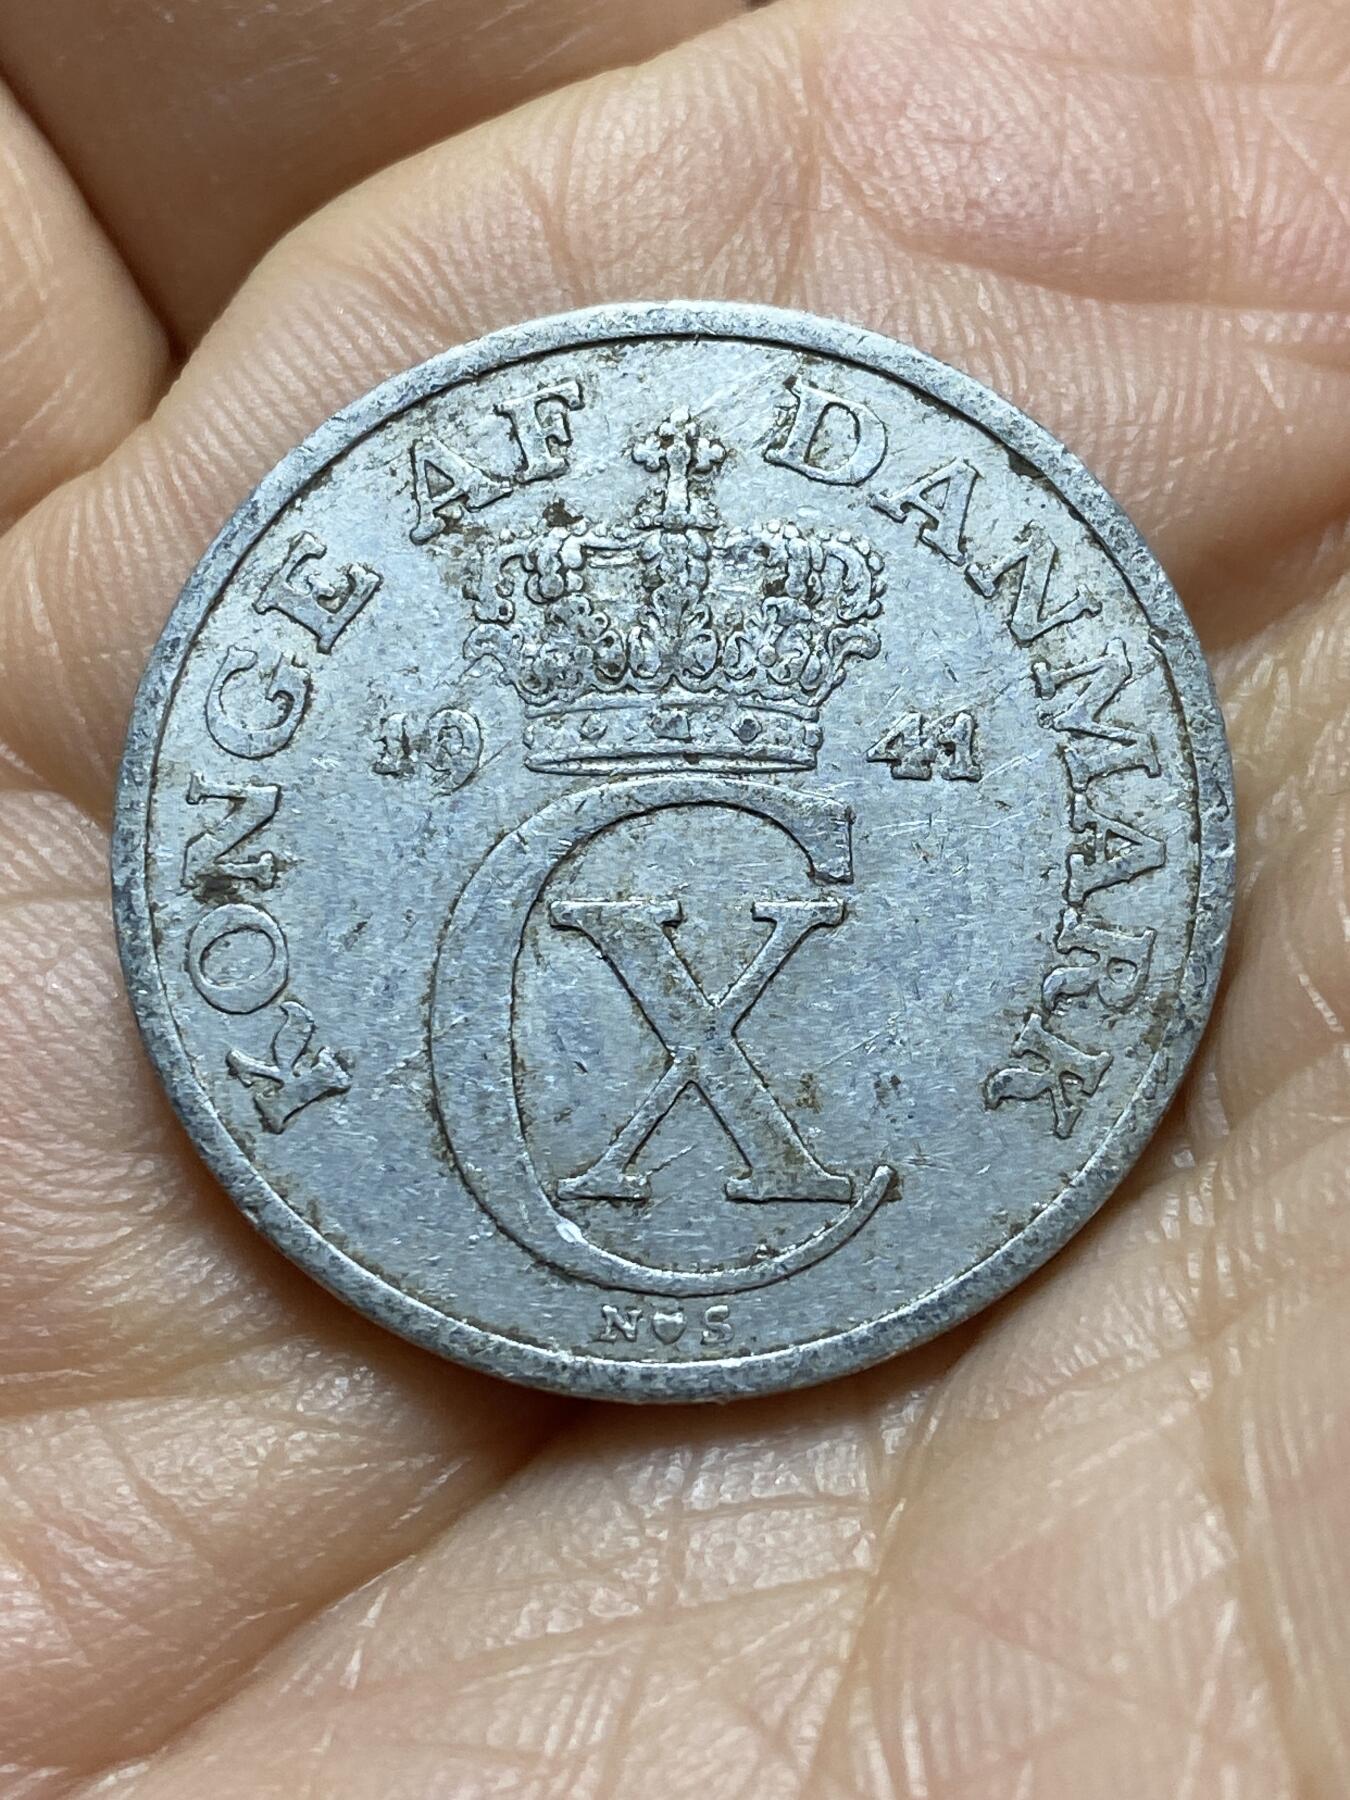 KONGE AF DANMARK
19 41
CX
N♥S